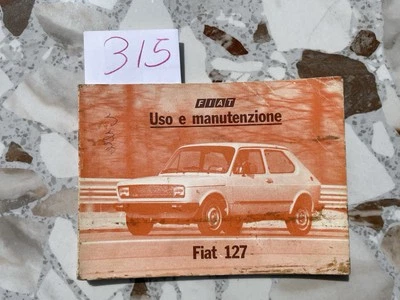 315
FIAT
Uso e manutenzione
Fiat 127